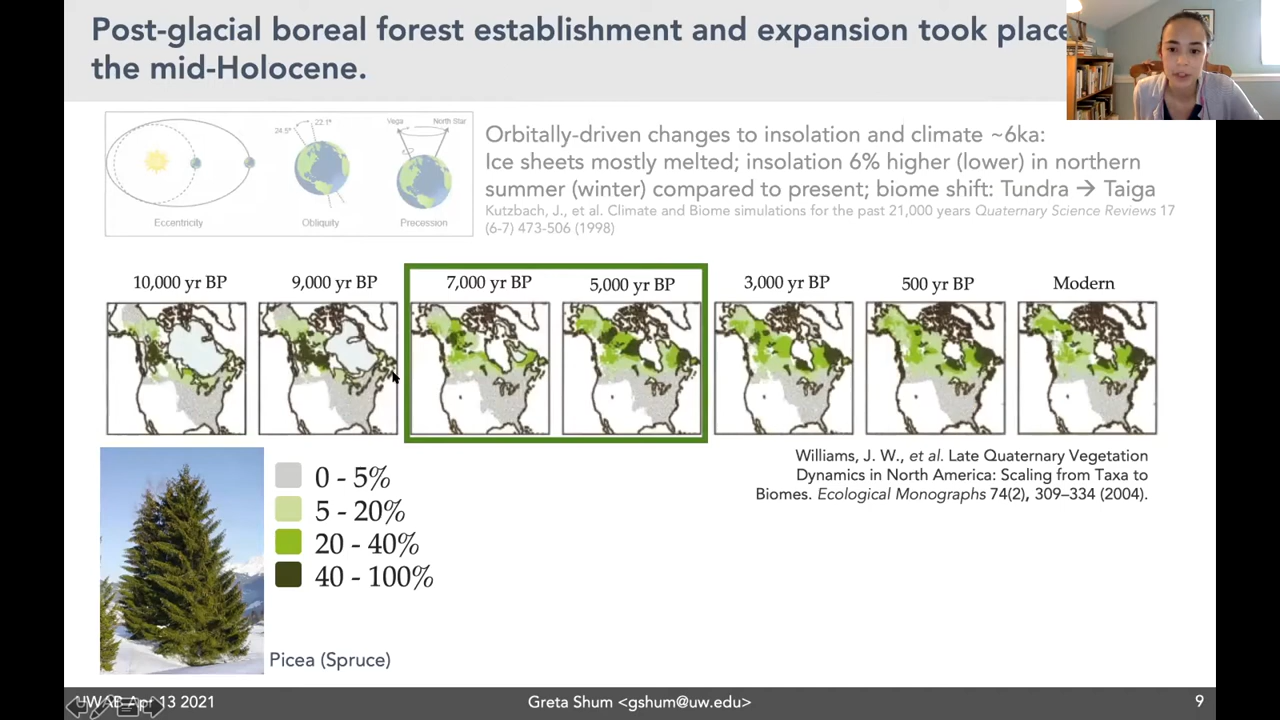 Post-glacial boreal forest establishment and expansion took place
the mid-Holocene.
24.5° 22.1°
Vega North Star
Eccentricity Obliquity Precession
Orbitally-driven changes to insolation and climate ~6ka:
Ice sheets mostly melted; insolation 6% higher (lower) in northern
summer (winter) compared to present; biome shift: Tundra → Taiga
Kutzbach, J., et al. Climate and Biome simulations for the past 21,000 years Quaternary Science Reviews 17
(6-7) 473-506 (1998)
10,000 yr BP 9,000 yr BP 7,000 yr BP 5,000 yr BP 3,000 yr BP 500 yr BP Modern
Williams, J. W., et al. Late Quaternary Vegetation
Dynamics in North America: Scaling from Taxa to
Biomes. Ecological Monographs 74(2), 309–334 (2004).
0 - 5%
5 - 20%
20 - 40%
40 - 100%
Picea (Spruce)
UWAB Apr 13 2021 Greta Shum <gshum@uw.edu> 9